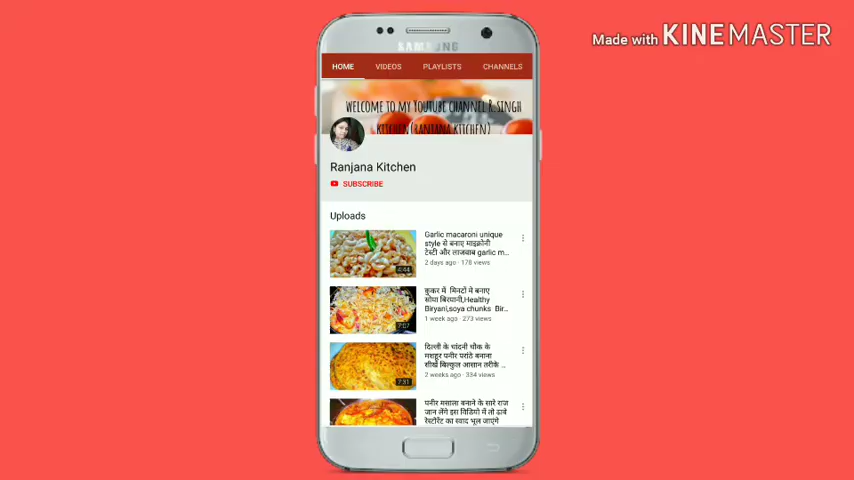 Made with KINEMASTER
SAMSUNG
HOME VIDEOS PLAYLISTS CHANNELS
WELCOME TO MY YOUTUBE CHANNEL R.SINGH
KITCHEN(RANJANA KITCHEN)
Ranjana Kitchen
SUBSCRIBE
Uploads
Garlic macaroni unique
style से बनाए माइक्रोनी
टेस्टी और लाजवाब garlic m...
2 days ago · 178 views
4:44
कुकर में मिनटों मे बनाए
सोया बिरयानी,Healthy
Biryani,soya chunks Bir...
1 week ago · 273 views
7:07
दिल्ली के चांदनी चौक के
मशहूर पनीर परांठे बनाना
सीखें बिल्कुल आसान तरीके ...
2 weeks ago · 334 views
7:31
पनीर मसाला बनाने के सारे राज
जान लेंगे इस विडियो में तो ढाबे
रेस्टोरेंट का स्वाद भूल जाएंगे